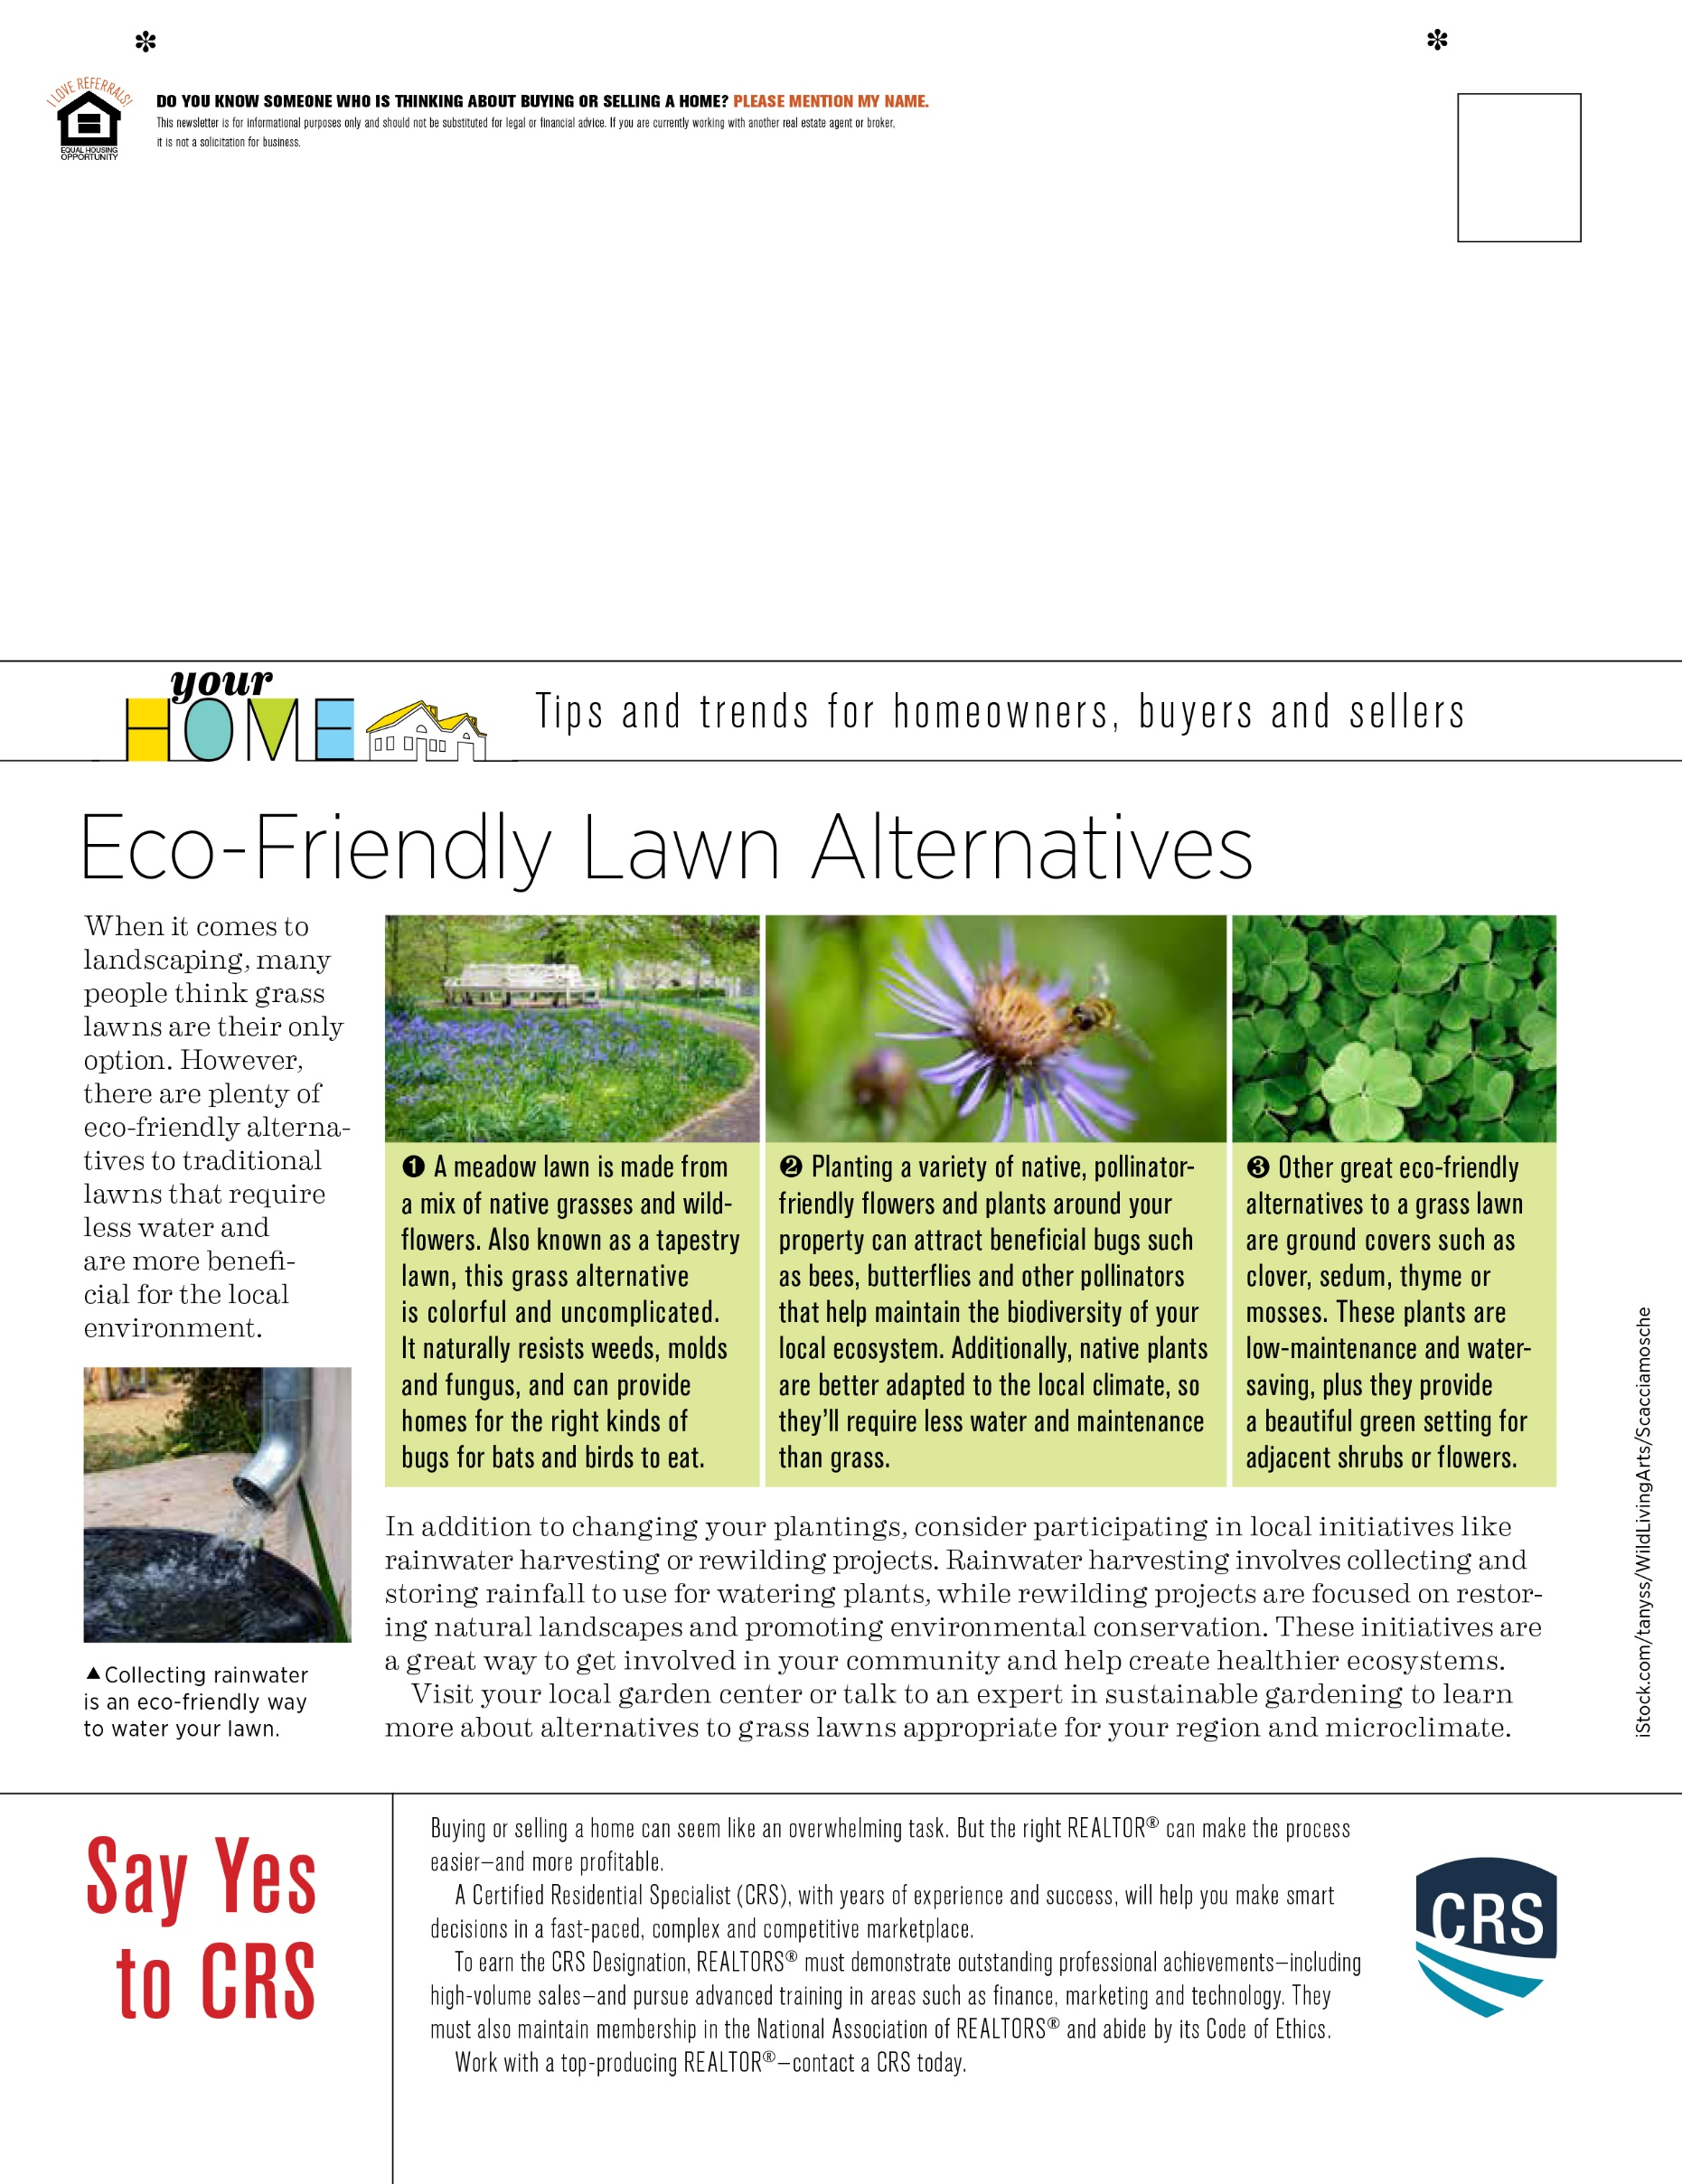 *
*
I LOVE REFERRALS!
EQUAL HOUSING
OPPORTUNITY
DO YOU KNOW SOMEONE WHO IS THINKING ABOUT BUYING OR SELLING A HOME? PLEASE MENTION MY NAME.
This newsletter is for informational purposes only and should not be substituted for legal or financial advice. If you are currently working with another real estate agent or broker,
it is not a solicitation for business.
your
HOME
Tips and trends for homeowners, buyers and sellers
Eco-Friendly Lawn Alternatives
When it comes to
landscaping, many
people think grass
lawns are their only
option. However,
there are plenty of
eco-friendly alterna-
tives to traditional
lawns that require
less water and
are more benefi-
cial for the local
environment.
▲Collecting rainwater
is an eco-friendly way
to water your lawn.
❶ A meadow lawn is made from
a mix of native grasses and wild-
flowers. Also known as a tapestry
lawn, this grass alternative
is colorful and uncomplicated.
It naturally resists weeds, molds
and fungus, and can provide
homes for the right kinds of
bugs for bats and birds to eat.
❷ Planting a variety of native, pollinator-
friendly flowers and plants around your
property can attract beneficial bugs such
as bees, butterflies and other pollinators
that help maintain the biodiversity of your
local ecosystem. Additionally, native plants
are better adapted to the local climate, so
they’ll require less water and maintenance
than grass.
❸ Other great eco-friendly
alternatives to a grass lawn
are ground covers such as
clover, sedum, thyme or
mosses. These plants are
low-maintenance and water-
saving, plus they provide
a beautiful green setting for
adjacent shrubs or flowers.
In addition to changing your plantings, consider participating in local initiatives like
rainwater harvesting or rewilding projects. Rainwater harvesting involves collecting and
storing rainfall to use for watering plants, while rewilding projects are focused on restor-
ing natural landscapes and promoting environmental conservation. These initiatives are
a great way to get involved in your community and help create healthier ecosystems.
Visit your local garden center or talk to an expert in sustainable gardening to learn
more about alternatives to grass lawns appropriate for your region and microclimate.
iStock.com/tanyss/WildLivingArts/Scacciamosche
Say Yes
to CRS
Buying or selling a home can seem like an overwhelming task. But the right REALTOR® can make the process
easier—and more profitable.
A Certified Residential Specialist (CRS), with years of experience and success, will help you make smart
decisions in a fast-paced, complex and competitive marketplace.
To earn the CRS Designation, REALTORS® must demonstrate outstanding professional achievements—including
high-volume sales—and pursue advanced training in areas such as finance, marketing and technology. They
must also maintain membership in the National Association of REALTORS® and abide by its Code of Ethics.
Work with a top-producing REALTOR®—contact a CRS today.
CRS